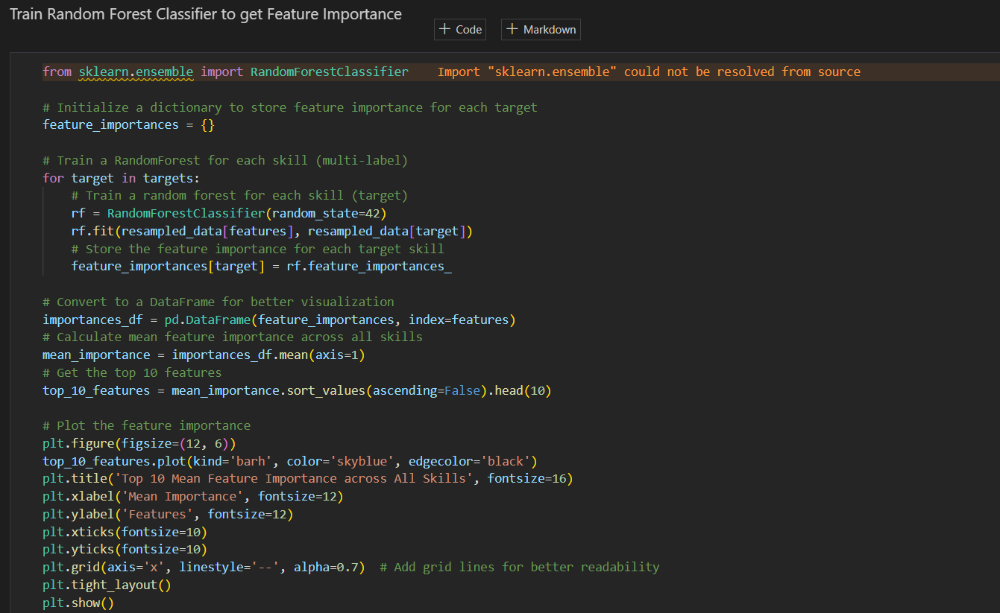 Train Random Forest Classifier to get Feature Importance
+ Code + Markdown
from sklearn.ensemble import RandomForestClassifier Import "sklearn.ensemble" could not be resolved from source
# Initialize a dictionary to store feature importance for each target
feature_importances = {}
# Train a RandomForest for each skill (multi-label)
for target in targets:
    # Train a random forest for each skill (target)
    rf = RandomForestClassifier(random_state=42)
    rf.fit(resampled_data[features], resampled_data[target])
    # Store the feature importance for each target skill
    feature_importances[target] = rf.feature_importances_
# Convert to a DataFrame for better visualization
importances_df = pd.DataFrame(feature_importances, index=features)
# Calculate mean feature importance across all skills
mean_importance = importances_df.mean(axis=1)
# Get the top 10 features
top_10_features = mean_importance.sort_values(ascending=False).head(10)
# Plot the feature importance
plt.figure(figsize=(12, 6))
top_10_features.plot(kind='barh', color='skyblue', edgecolor='black')
plt.title('Top 10 Mean Feature Importance across All Skills', fontsize=16)
plt.xlabel('Mean Importance', fontsize=12)
plt.ylabel('Features', fontsize=12)
plt.xticks(fontsize=10)
plt.yticks(fontsize=10)
plt.grid(axis='x', linestyle='--', alpha=0.7)  # Add grid lines for better readability
plt.tight_layout()
plt.show()